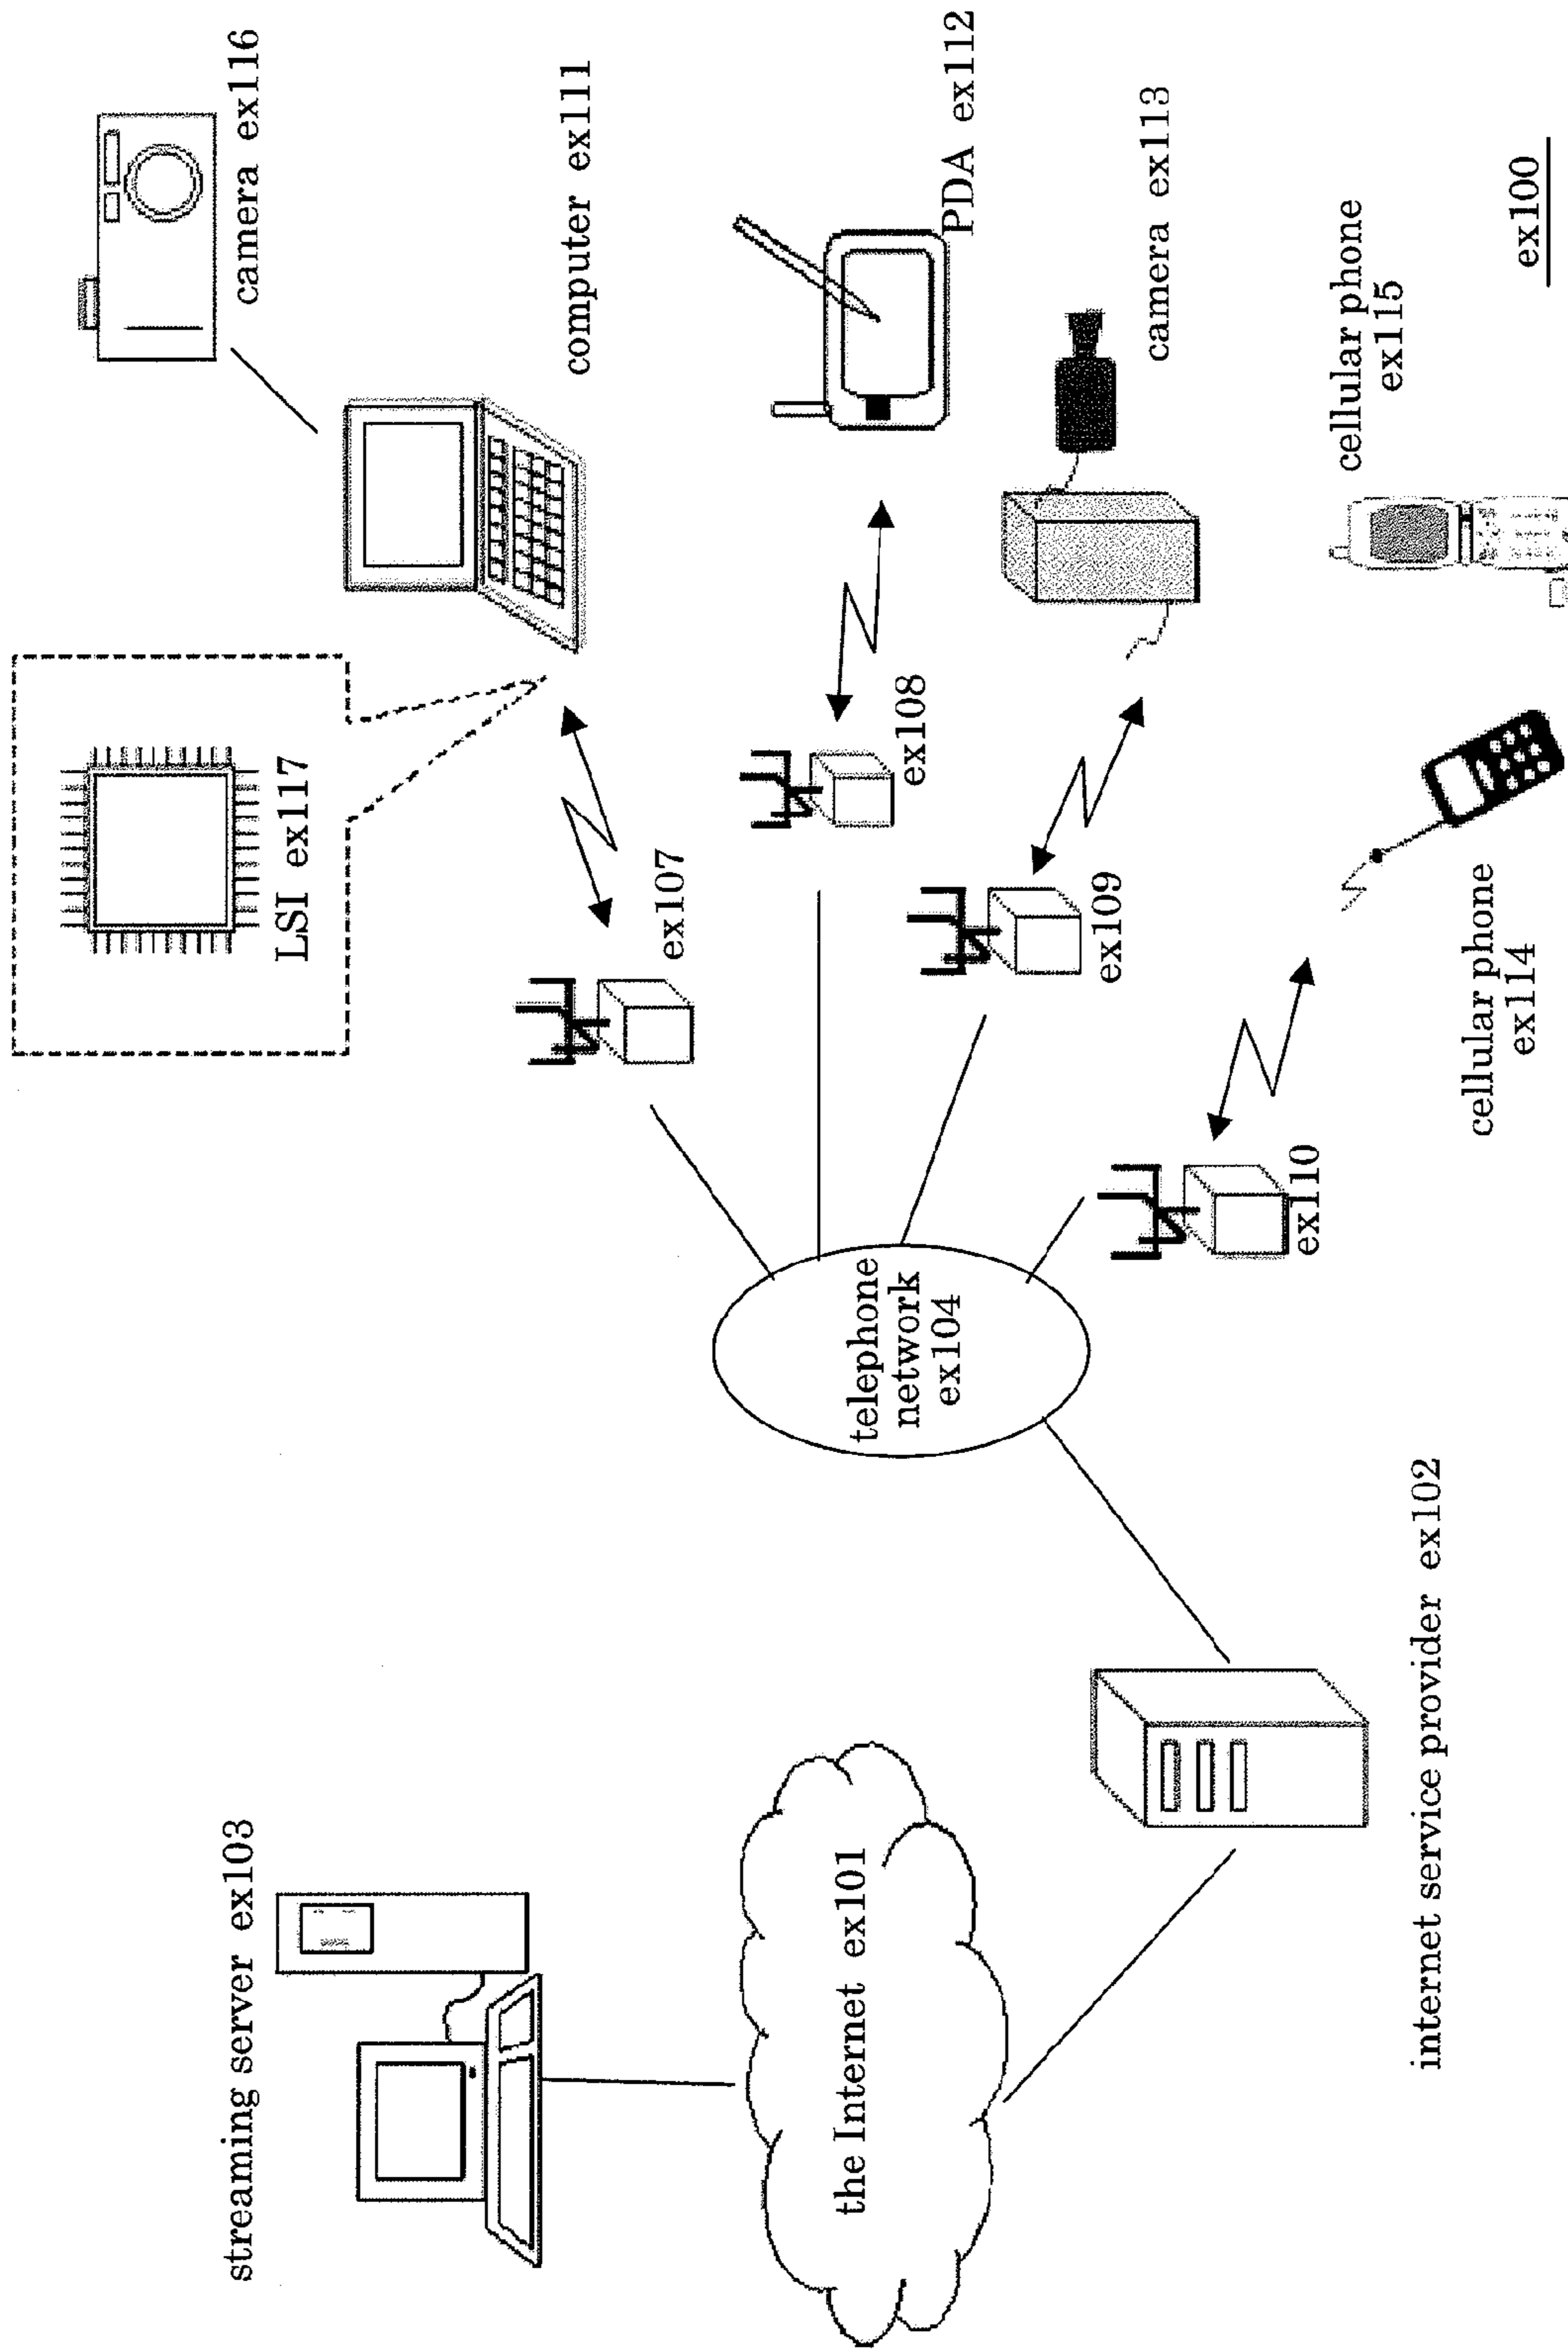 streaming server ex103
the Internet ex101
internet service provider ex102
telephone
network
ex104
LSI ex117
ex107
ex108
ex109
ex110
camera ex116
computer ex111
PDA ex112
camera ex113
cellular phone
ex115
cellular phone
ex114
ex100